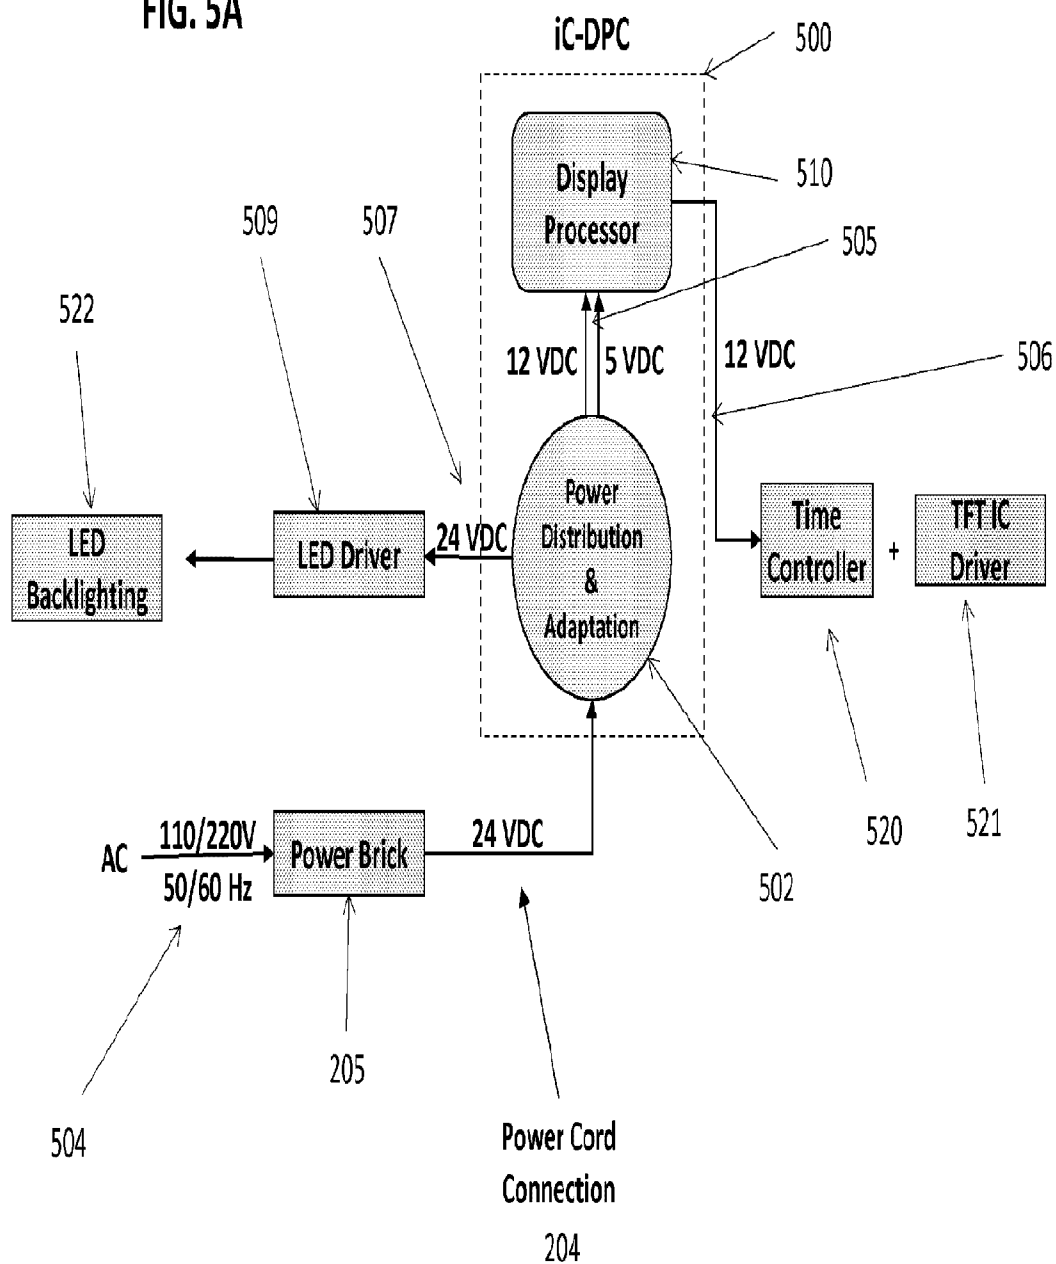 FIG. 5A
iC-DPC
500
Display
Processor
510
509
507
505
522
12 VDC
5 VDC
12 VDC
506
Power
Distribution
&
Adaptation
24 VDC
LED Driver
LED
Backlighting
Time
Controller
+
TFT IC
Driver
520
521
502
AC
110/220V
50/60 Hz
Power Brick
24 VDC
205
504
Power Cord
Connection
204